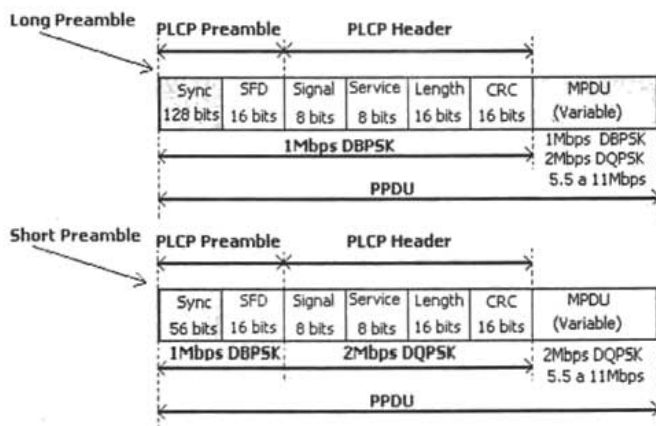 Long Preamble
PLCP Preamble PLCP Header
Sync SFD Signal Service Length CRC MPDU
128 bits 16 bits 8 bits 8 bits 16 bits 16 bits (Variable)
1Mbps DBPSK
1Mbps DBPSK
2Mbps DQPSK
5.5 a 11Mbps
PPDU
Short Preamble
PLCP Preamble PLCP Header
Sync SFD Signal Service Length CRC MPDU
56 bits 16 bits 8 bits 8 bits 16 bits 16 bits (Variable)
1Mbps DBPSK 2Mbps DQPSK 2Mbps DQPSK
5.5 a 11Mbps
PPDU